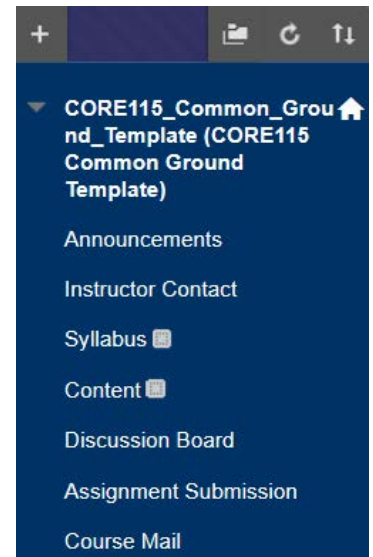 CORE115_Common_Grou
nd_Template (CORE115
Common Ground
Template)
Announcements
Instructor Contact
Syllabus
Content
Discussion Board
Assignment Submission
Course Mail